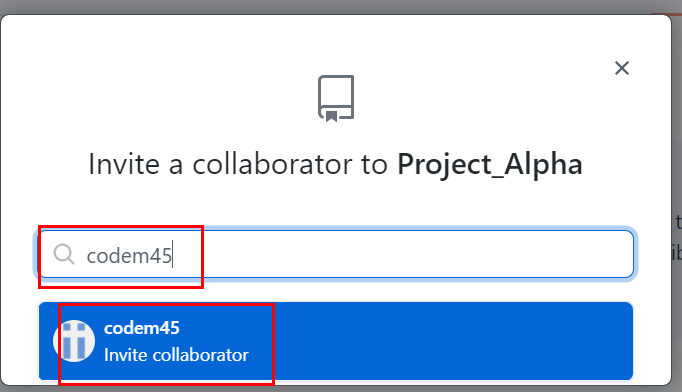 Invite a collaborator to Project_Alpha
codem45
codem45
Invite collaborator